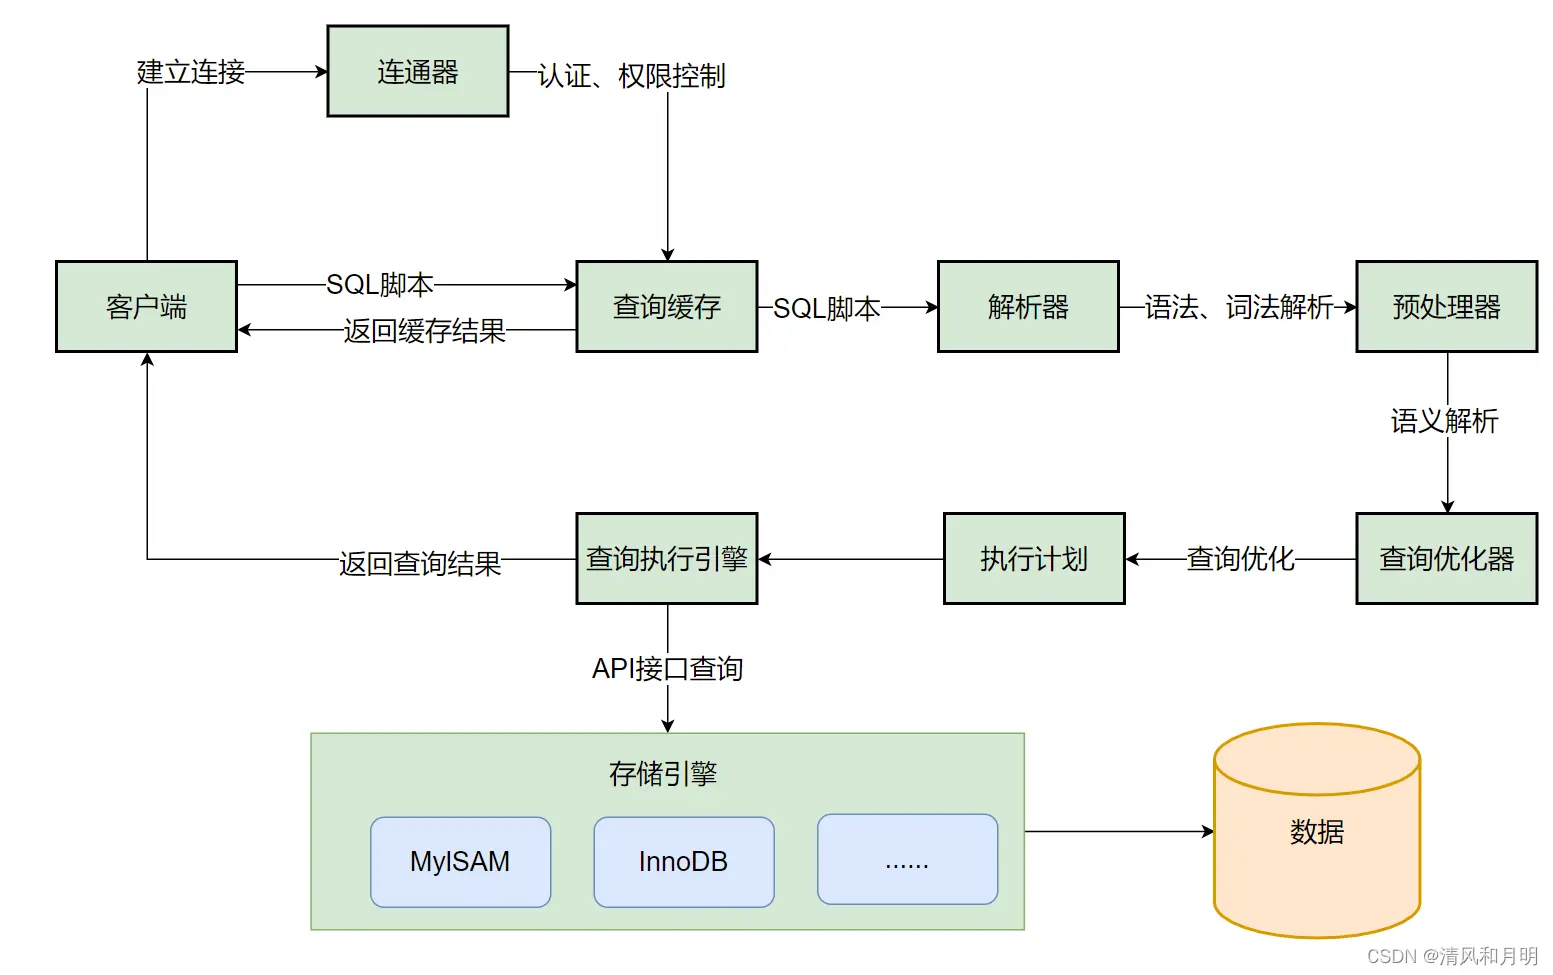 建立连接
连通器
认证、权限控制
客户端
SQL脚本
返回缓存结果
查询缓存
SQL脚本
解析器
语法、词法解析
预处理器
语义解析
查询优化器
查询优化
执行计划
查询执行引擎
返回查询结果
API接口查询
存储引擎
MyISAM
InnoDB
......
数据
CSDN @清风和月明